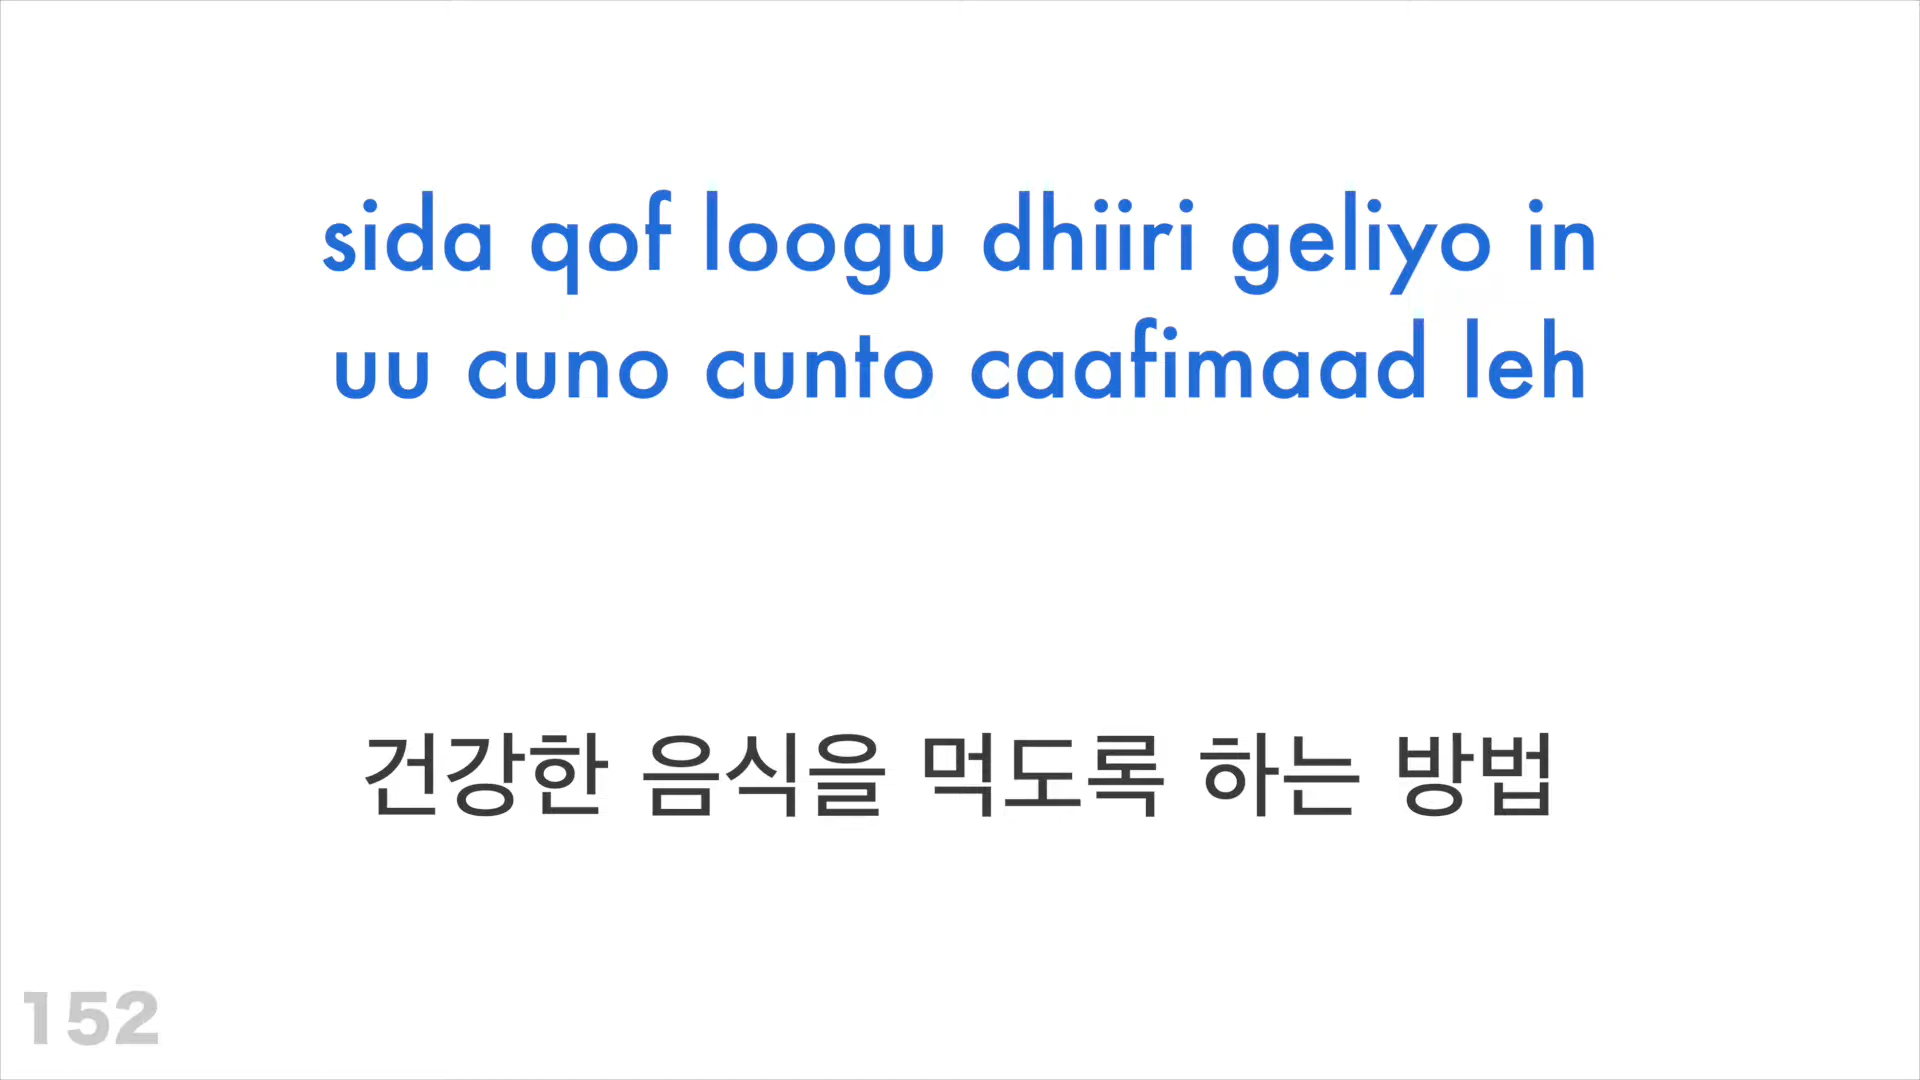 sida qof loogu dhiiri geliyo in
uu cuno cunto caafimaad leh
건강한 음식을 먹도록 하는 방법
152